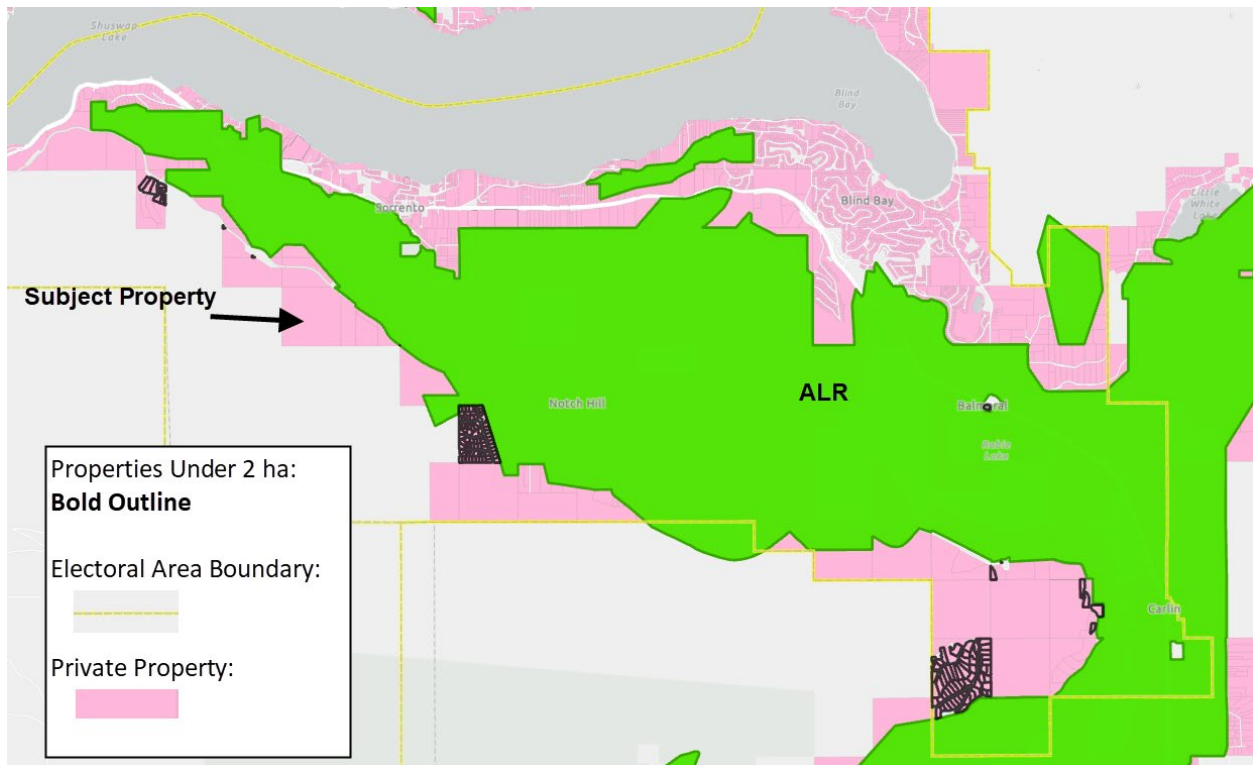 Shuswap
Lake
Blind
Bay
Little
White
Lake
Sorrento
Blind Bay
Subject Property
ALR
Notch Hill
Balmoral
Robie
Lake
Carlin
Properties Under 2 ha:
Bold Outline
Electoral Area Boundary:
Private Property: